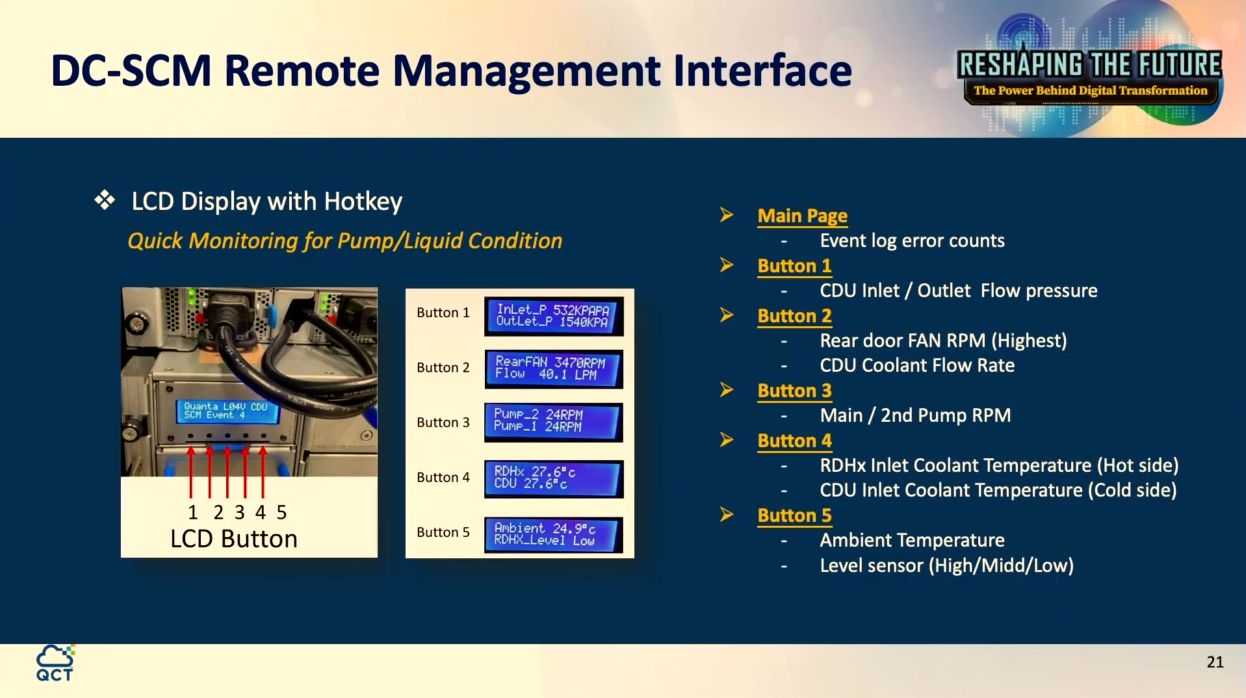 DC-SCM Remote Management Interface
RESHAPING THE FUTURE
The Power Behind Digital Transformation
❖ LCD Display with Hotkey
Quick Monitoring for Pump/Liquid Condition
Quanta L04V CDU
SCM Event 4
1 2 3 4 5
LCD Button
Button 1
InLet_P 532KPAPA
OutLet_P 1540KPA
Button 2
RearFAN 3470RPM
Flow 40.1 LPM
Button 3
Pump_2 24RPM
Pump_1 24RPM
Button 4
RDHx 27.6°c
CDU 27.6°c
Button 5
Ambient 24.9°c
RDHX_Level Low
➢ Main Page
- Event log error counts
➢ Button 1
- CDU Inlet / Outlet Flow pressure
➢ Button 2
- Rear door FAN RPM (Highest)
- CDU Coolant Flow Rate
➢ Button 3
- Main / 2nd Pump RPM
➢ Button 4
- RDHx Inlet Coolant Temperature (Hot side)
- CDU Inlet Coolant Temperature (Cold side)
➢ Button 5
- Ambient Temperature
- Level sensor (High/Midd/Low)
QCT
21